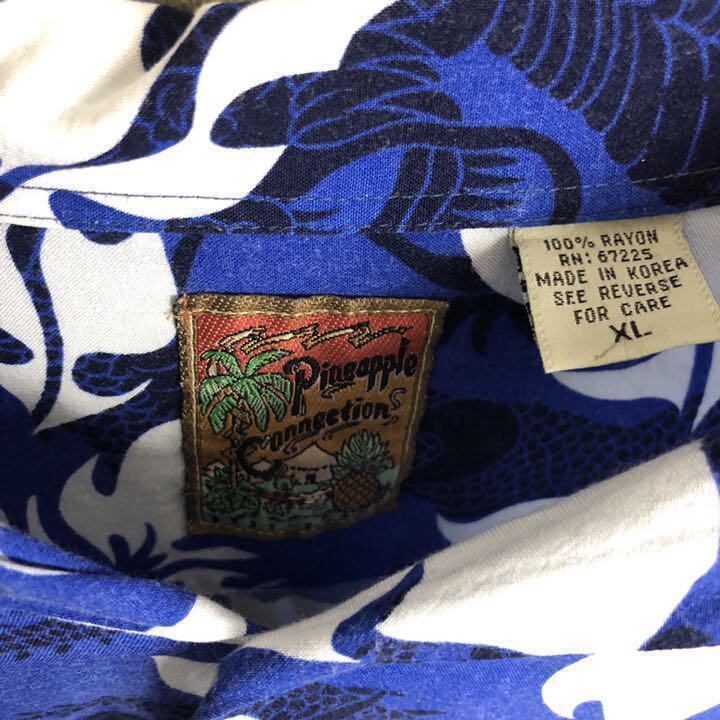 Pineapple
Connection
100% RAYON
RN: 67225
MADE IN KOREA
SEE REVERSE
FOR CARE
XL